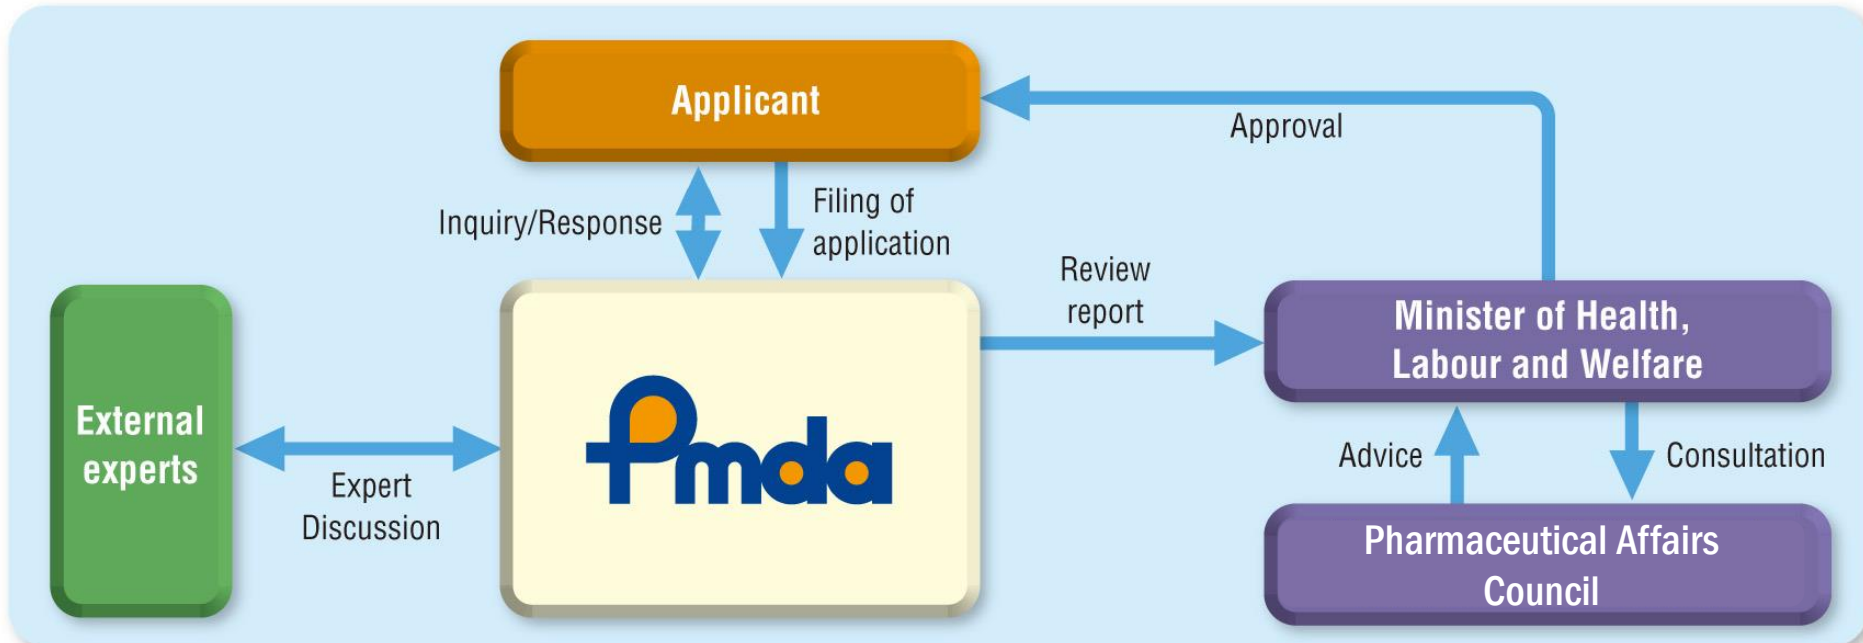 Applicant
Approval
Inquiry/Response
Filing of
application
Review
report
External
experts
Expert
Discussion
Pmda
Minister of Health,
Labour and Welfare
Advice
Consultation
Pharmaceutical Affairs
Council